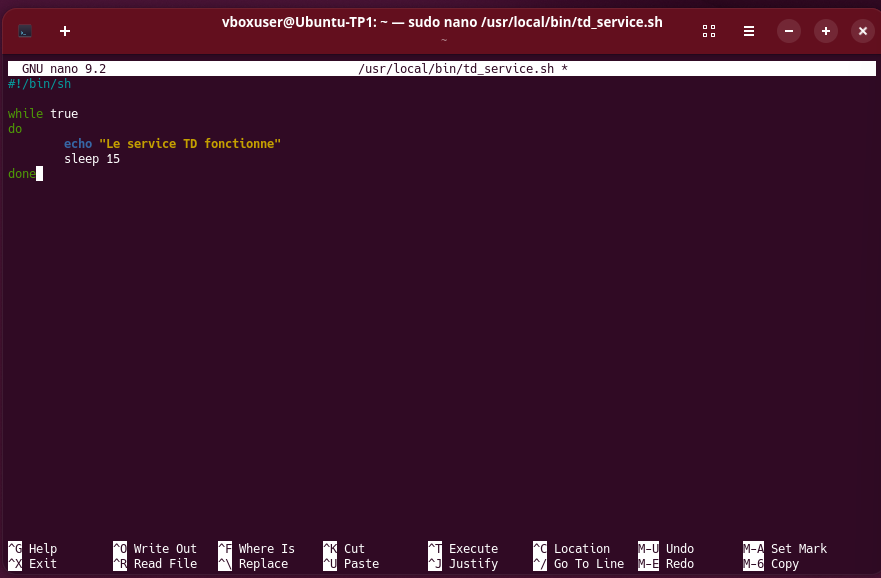 vboxuser@Ubuntu-TP1: ~ — sudo nano /usr/local/bin/td_service.sh
~
GNU nano 9.2 /usr/local/bin/td_service.sh *
#!/bin/sh
while true
do
echo "Le service TD fonctionne"
sleep 15
done
^G Help ^O Write Out ^F Where Is ^K Cut ^T Execute ^C Location M-U Undo M-A Set Mark
^X Exit ^R Read File ^\ Replace ^U Paste ^J Justify ^/ Go To Line M-E Redo M-6 Copy